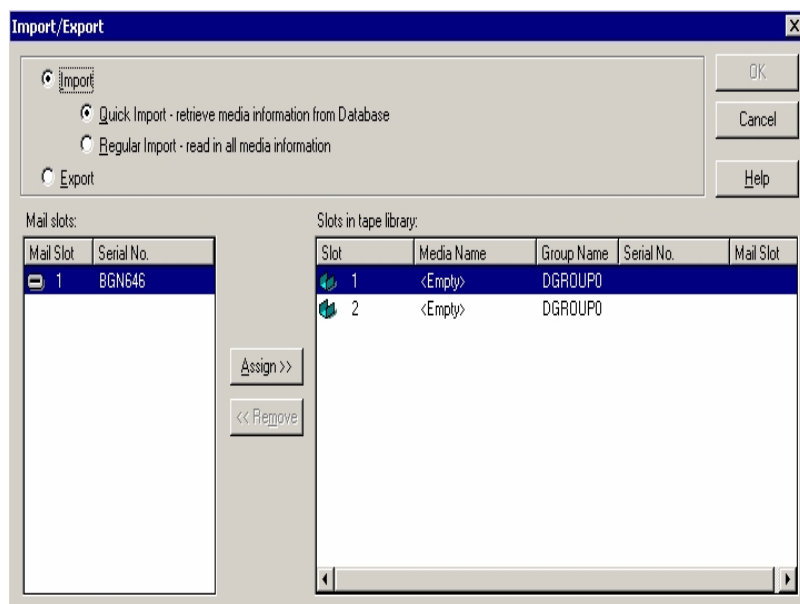 Import/Export
Import
Quick Import - retrieve media information from Database
Regular Import - read in all media information
Export
OK
Cancel
Help
Mail slots:
Mail Slot Serial No.
1 BGN646
Assign >>
<< Remove
Slots in tape library:
Slot Media Name Group Name Serial No. Mail Slot
1 <Empty> DGROUP0
2 <Empty> DGROUP0